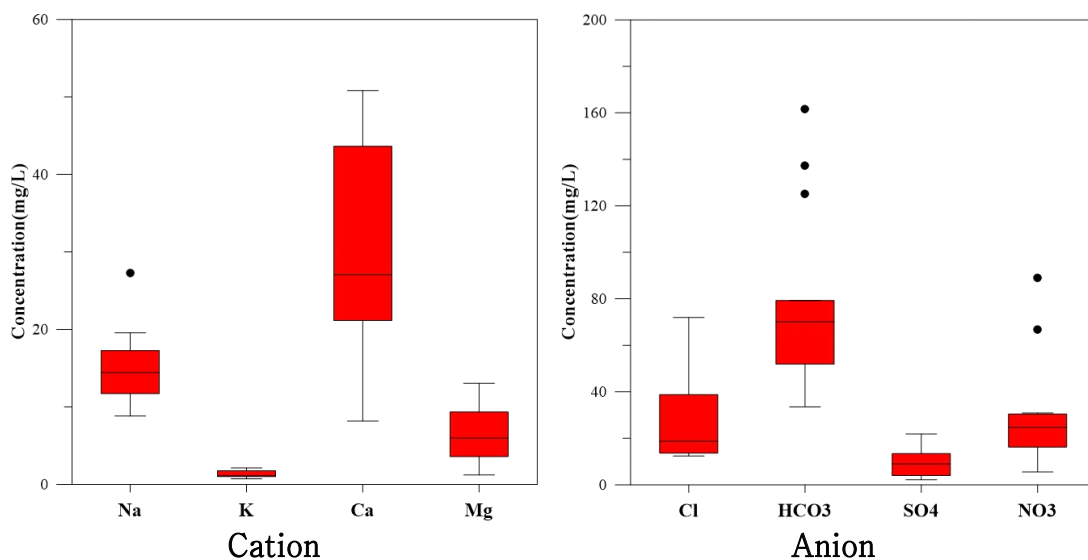 Concentration(mg/L)
60
40
20
0
Na K Ca Mg
Cation
Concentration(mg/L)
200
160
120
80
40
0
Cl HCO3 SO4 NO3
Anion